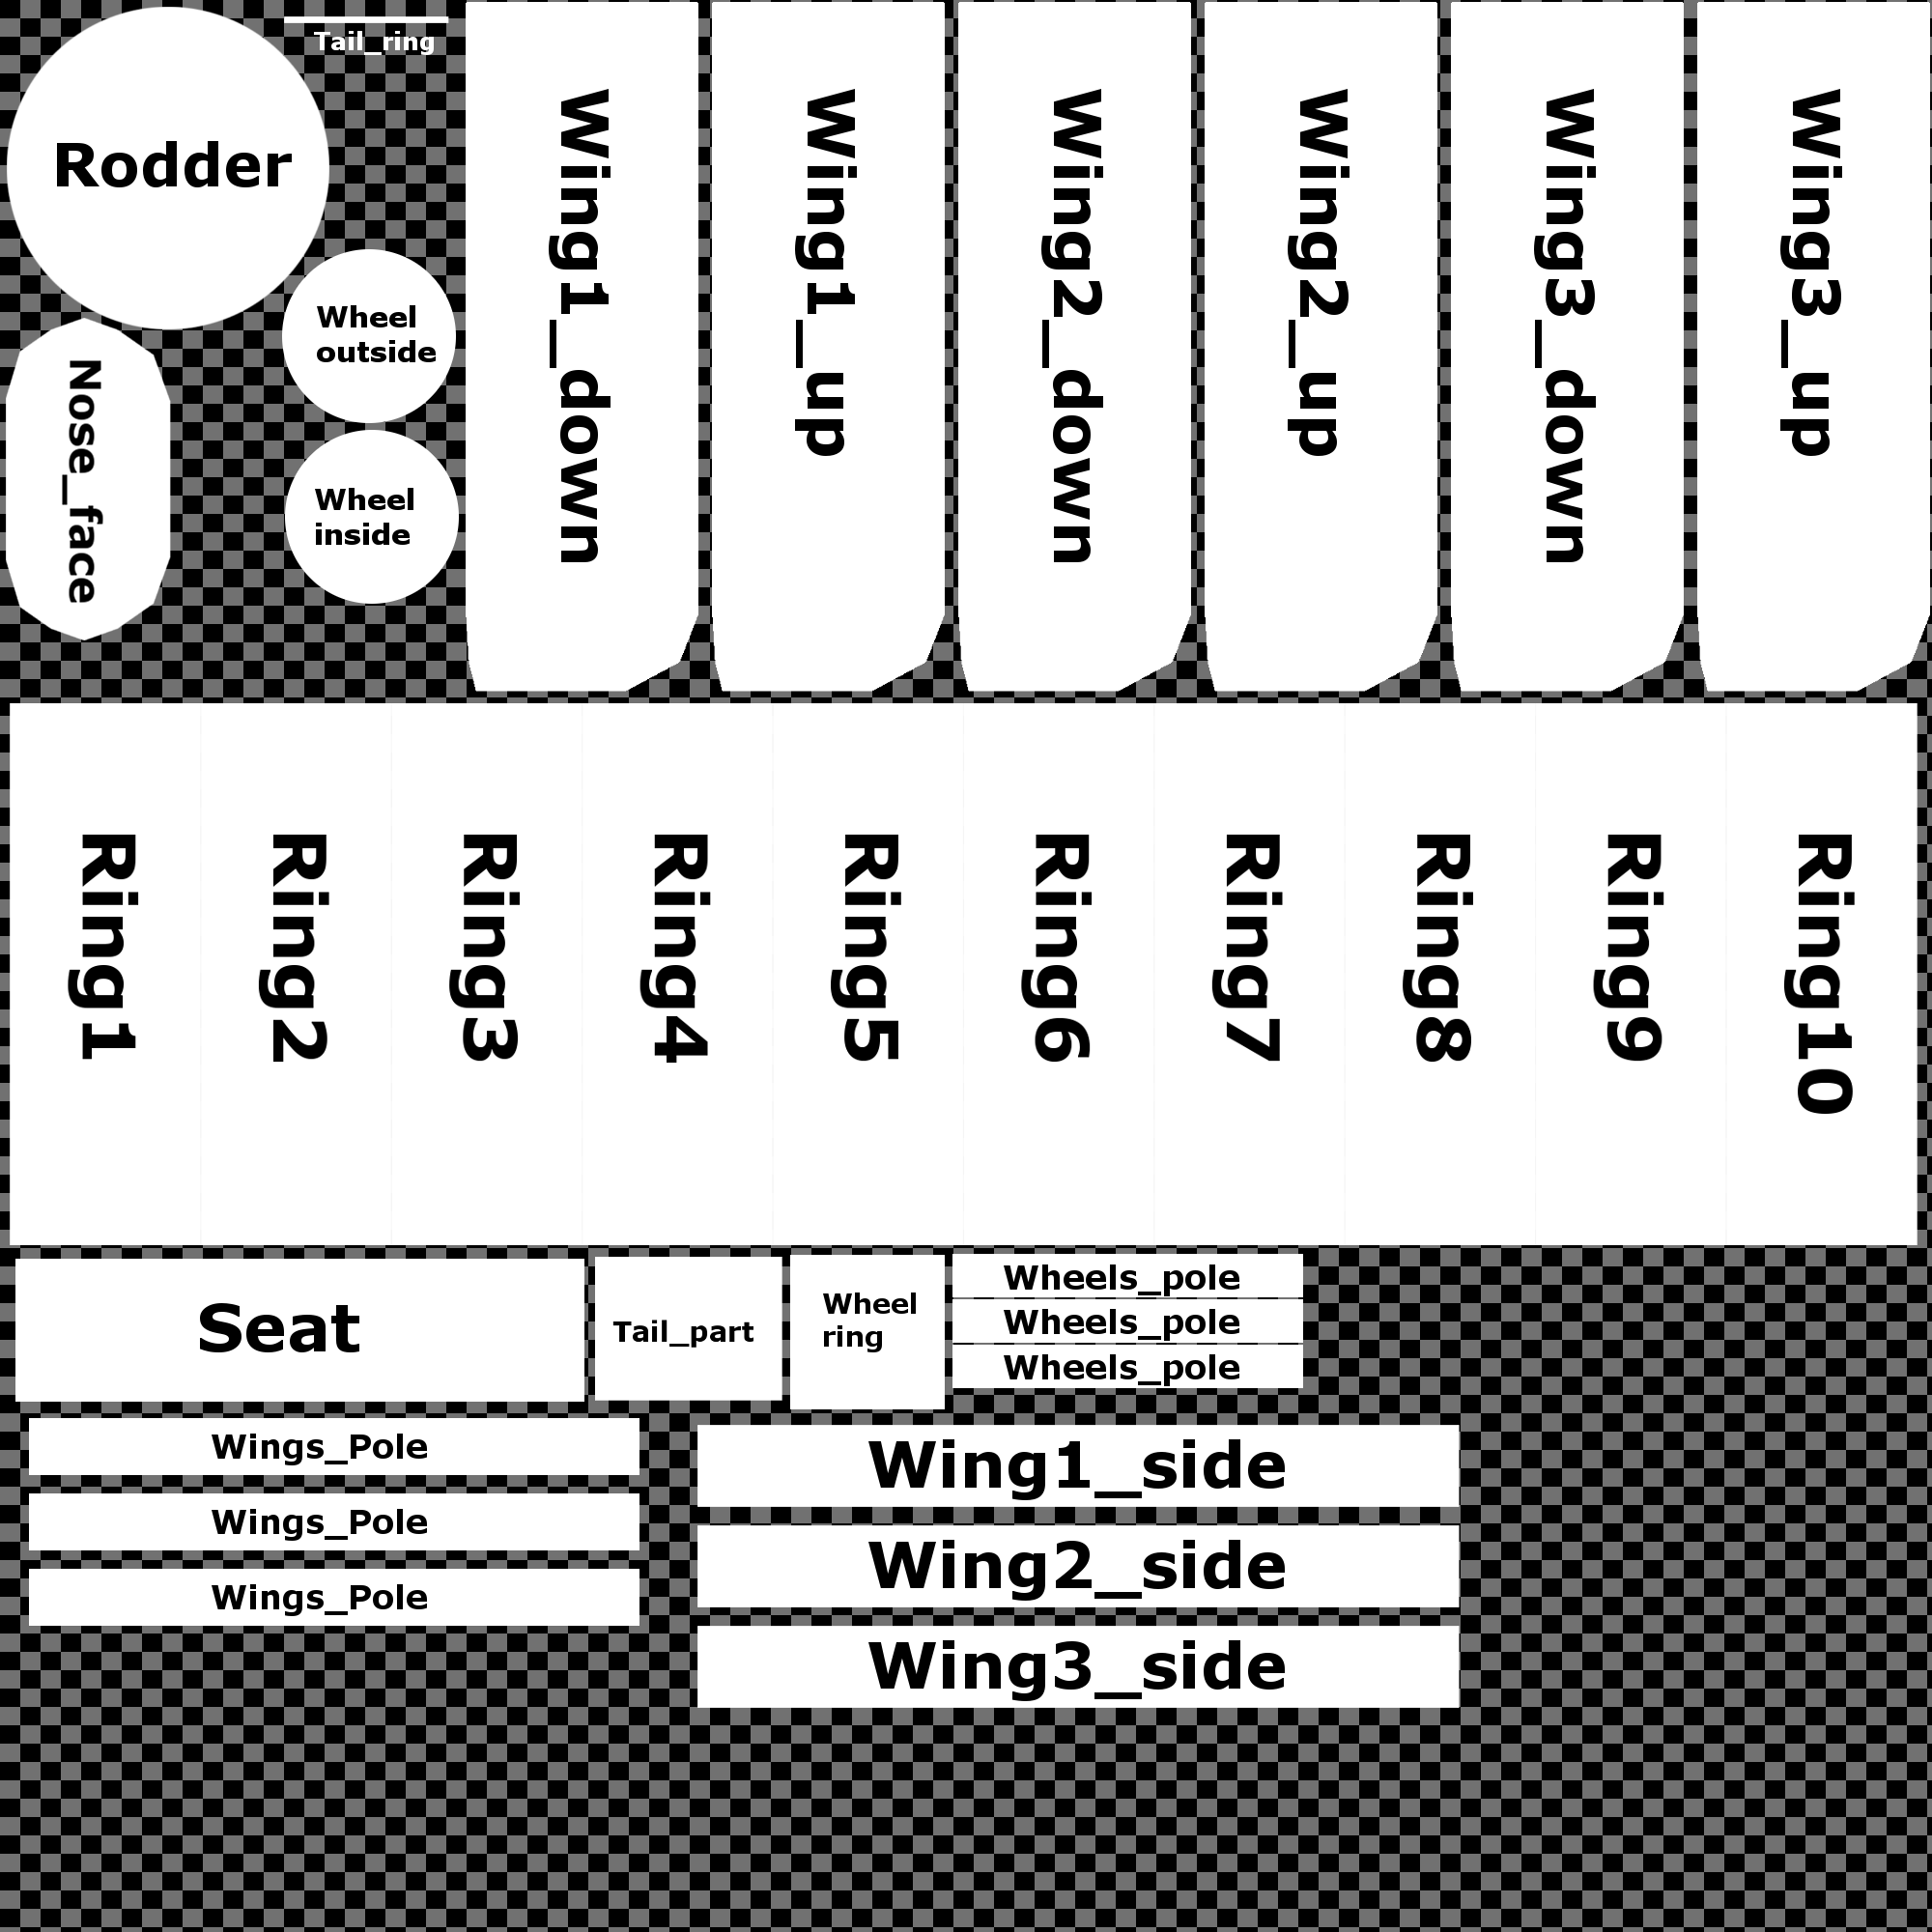 Tail_ring
Rodder
Wing1_down
Wing1_up
Wing2_down
Wing2_up
Wing3_down
Wing3_up
Wheel
outside
Nose_face
Wheel
inside
Ring1
Ring2
Ring3
Ring4
Ring5
Ring6
Ring7
Ring8
Ring9
Ring10
Seat
Tail_part
Wheel
ring
Wheels_pole
Wheels_pole
Wheels_pole
Wings_Pole
Wings_Pole
Wings_Pole
Wing1_side
Wing2_side
Wing3_side